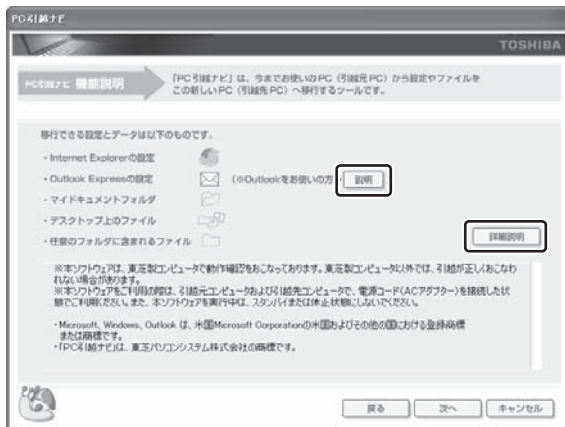 PC引越ナビ
TOSHIBA
PC引越ナビ 機能説明
「PC引越ナビ」は、今までお使いのPC（引越元PC）から設定やファイルを
この新しいPC（引越先PC）へ移行するツールです。
移行できる設定とデータは以下のものです。
・Internet Explorerの設定
・Outlook Expressの設定 （※Outlookをお使いの方 説明
・マイドキュメントフォルダ
・デスクトップ上のファイル
・任意のフォルダに含まれるファイル
詳細説明
※本ソフトウェアは、東芝製コンピュータで動作確認をおこなっております。東芝製コンピュータ以外では、引越が正しくおこなわ
れない場合があります。
※本ソフトウェアをご利用の際は、引越元コンピュータおよび引越先コンピュータで、電源コード(ACアダプター)を接続した状
態でご利用ください。また、本ソフトウェアを実行中は、スタンバイまたは休止状態にしないでください。
・Microsoft, Windows, Outlook は、米国Microsoft Corporationの米国およびその他の国における登録商標
または商標です。
・「PC引越ナビ」は、東芝パソコンシステム株式会社の商標です。
戻る 次へ キャンセル